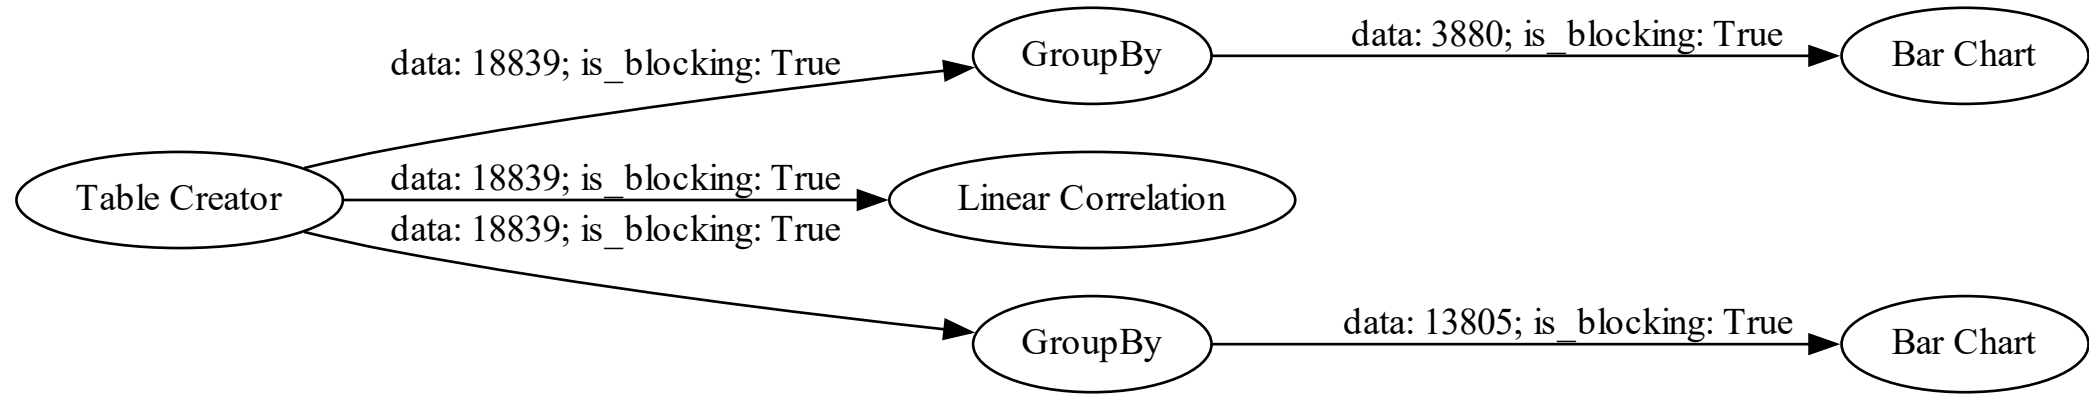 data: 18839; is_blocking: True
GroupBy
data: 3880; is_blocking: True
Bar Chart
Table Creator
data: 18839; is_blocking: True
Linear Correlation
data: 18839; is_blocking: True
GroupBy
data: 13805; is_blocking: True
Bar Chart